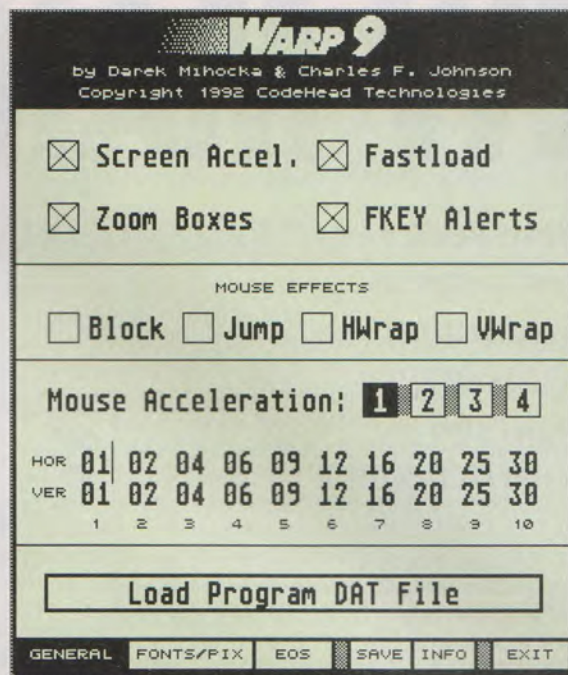 WARP 9
by Darek Mihocka & Charles F. Johnson
Copyright 1992 CodeHead Technologies
Screen Accel. Fastload
Zoom Boxes FKEY Alerts
MOUSE EFFECTS
Block Jump HWrap VWrap
Mouse Acceleration: 1 2 3 4
HOR 01 02 04 06 09 12 16 20 25 30
VER 01 02 04 06 09 12 16 20 25 30
1 2 3 4 5 6 7 8 9 10
Load Program DAT File
GENERAL FONTS/PIX EOS SAVE INFO EXIT